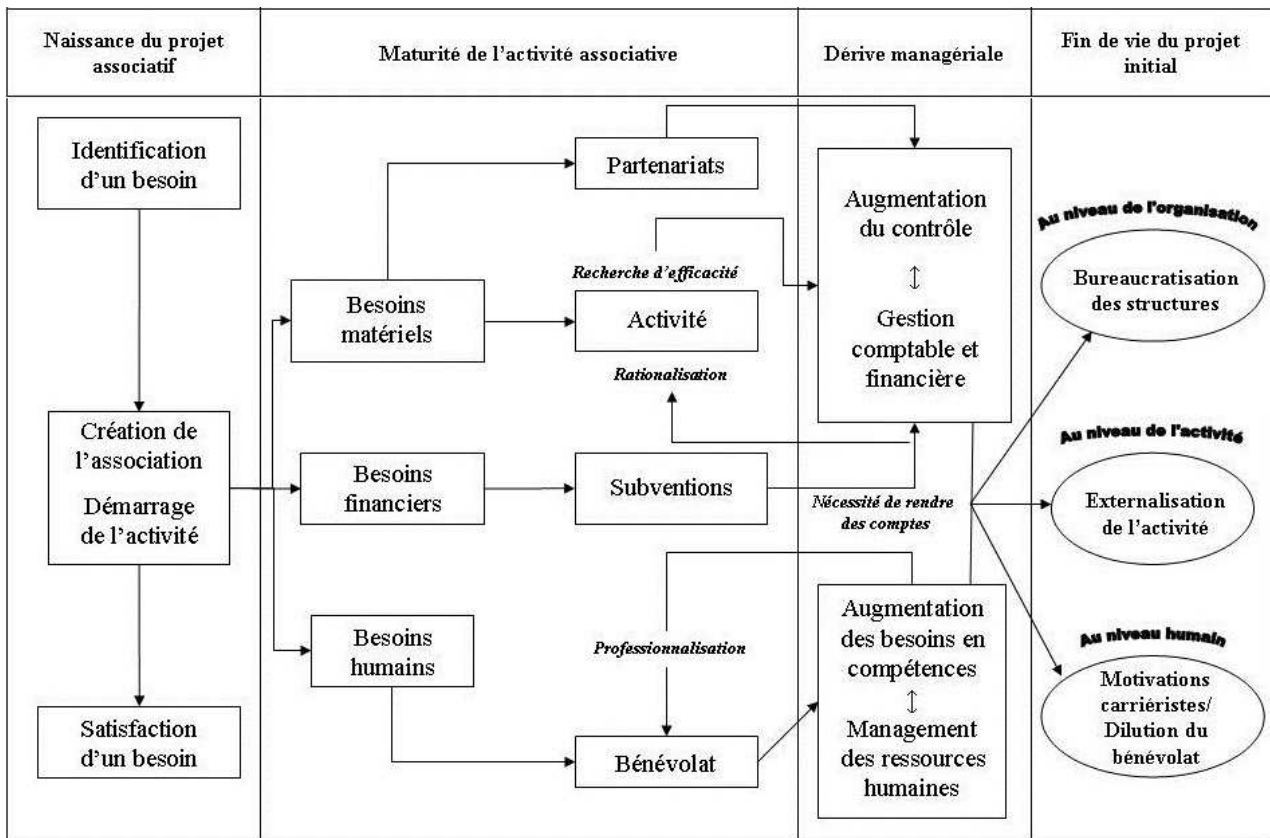 Naissance du projet
associatif
Maturité de l'activité associative
Dérive managériale
Fin de vie du projet
initial
Identification
d'un besoin
Création de
l'association
Démarrage
de l'activité
Satisfaction
d'un besoin
Besoins
matériels
Besoins
financiers
Besoins
humains
Partenariats
Recherche d'efficacité
Activité
Rationalisation
Subventions
Professionnalisation
Bénévolat
Augmentation
du contrôle
↕
Gestion
comptable et
financière
Nécessité de rendre
des comptes
Augmentation
des besoins en
compétences
↕
Management
des ressources
humaines
Au niveau de l'organisation
Bureaucratisation
des structures
Au niveau de l'activité
Externalisation
de l'activité
Au niveau humain
Motivations
carriéristes/
Dilution du
bénévolat